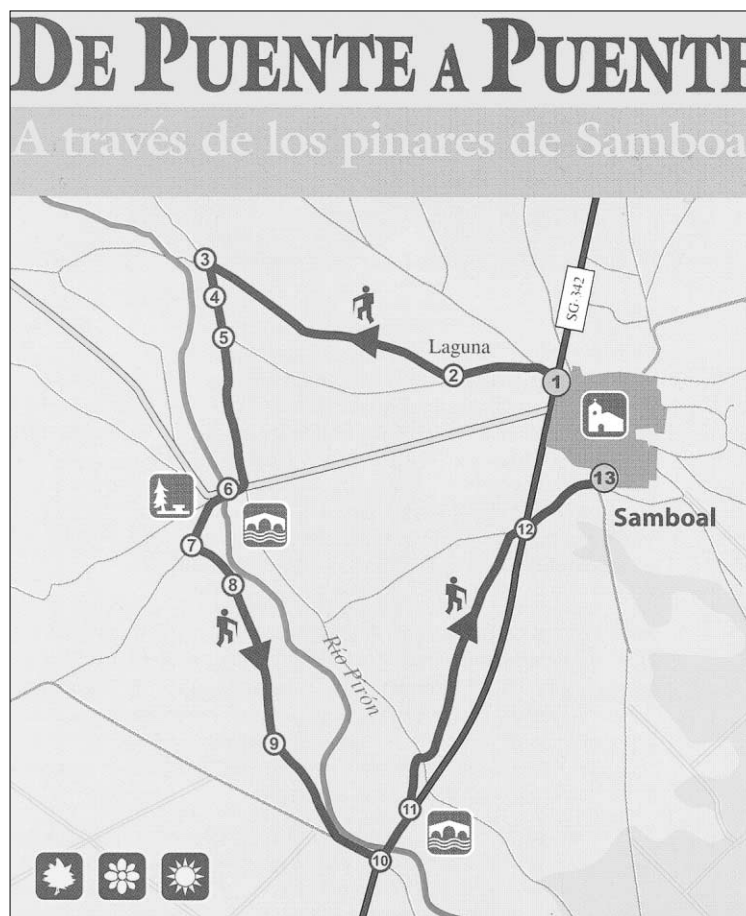 DE PUENTE A PUENTE
A través de los pinares de Samboa
3
4
5
Laguna
2
1
SG-342
6
13
Samboal
12
7
8
Río Pirón
9
11
10